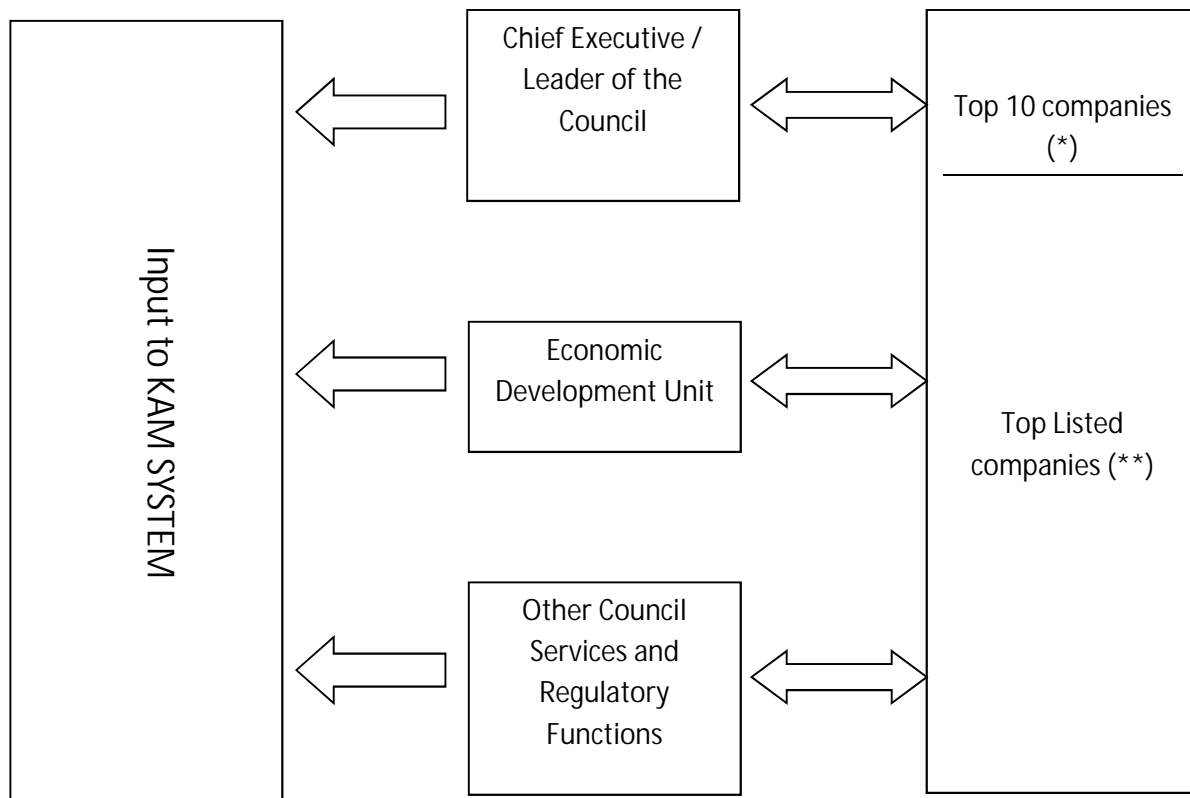 Input to KAM SYSTEM
Chief Executive /
Leader of the
Council
Top 10 companies
(*)
Economic
Development Unit
Top Listed
companies (**)
Other Council
Services and
Regulatory
Functions